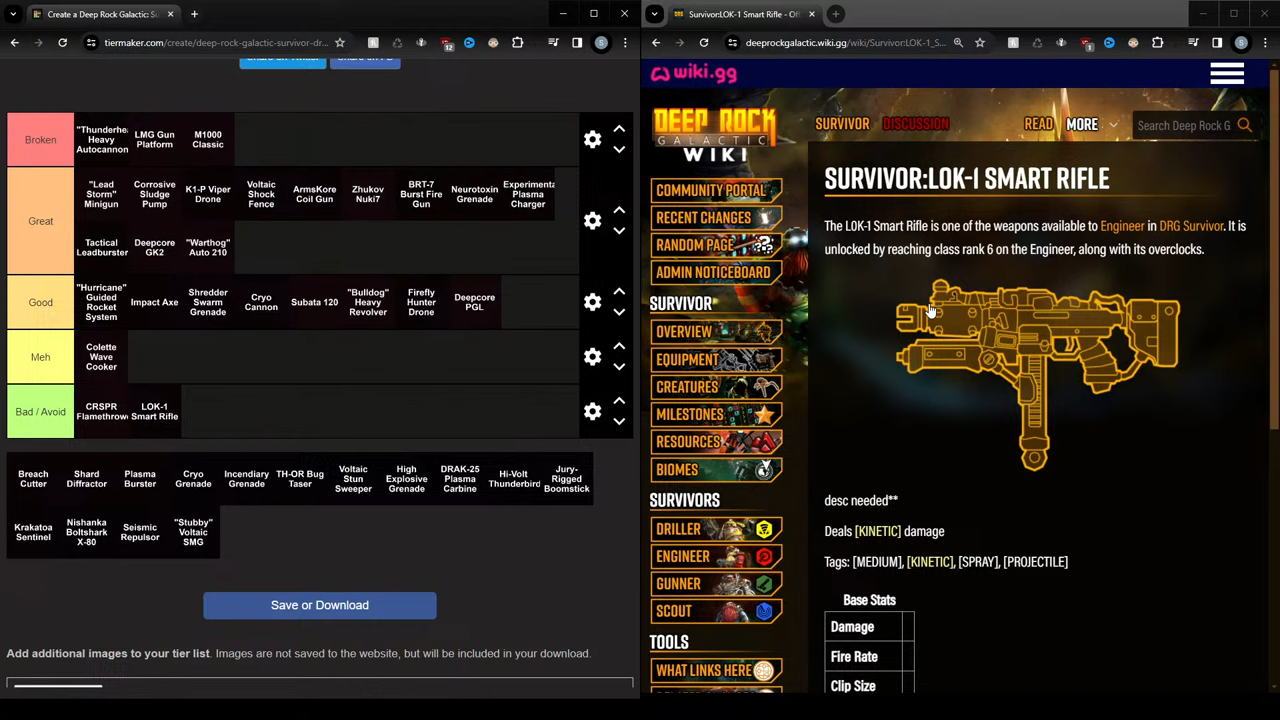 Create a Deep Rock Galactic: Su
Survivor:LOK-1 Smart Rifle - Of
tiermaker.com/create/deep-rock-galactic-survivor-dr...
deeprockgalactic.wiki.gg/wiki/Survivor:LOK-1_S...
12
1
S
S
Broken
"Thunderhe
Heavy
Autocannon
LMG Gun
Platform
M1000
Classic
Great
"Lead
Storm"
Minigun
Corrosive
Sludge
Pump
K1-P Viper
Drone
Voltaic
Shock
Fence
ArmsKore
Coil Gun
Zhukov
Nuki7
BRT-7
Burst Fire
Gun
Neurotoxin
Grenade
Experimenta
Plasma
Charger
Tactical
Leadburster
Deepcore
GK2
"Warthog"
Auto 210
Good
"Hurricane"
Guided
Rocket
System
Impact Axe
Shredder
Swarm
Grenade
Cryo
Cannon
Subata 120
"Bulldog"
Heavy
Revolver
Firefly
Hunter
Drone
Deepcore
PGL
Meh
Colette
Wave
Cooker
Bad / Avoid
CRSPR
Flamethrowe
LOK-1
Smart Rifle
Breach
Cutter
Shard
Diffractor
Plasma
Burster
Cryo
Grenade
Incendiary
Grenade
TH-OR Bug
Taser
Voltaic
Stun
Sweeper
High
Explosive
Grenade
DRAK-25
Plasma
Carbine
Hi-Volt
Thunderbird
Jury-
Rigged
Boomstick
Krakatoa
Sentinel
Nishanka
Boltshark
X-80
Seismic
Repulsor
"Stubby"
Voltaic
SMG
Save or Download
Add additional images to your tier list. Images are not saved to the website, but will be included in your download.
wiki.gg
DEEP ROCK
GALACTIC
WIKI
SURVIVOR
DISCUSSION
READ
MORE
Search Deep Rock G
COMMUNITY PORTAL
RECENT CHANGES
RANDOM PAGE
ADMIN NOTICEBOARD
SURVIVOR
OVERVIEW
EQUIPMENT
CREATURES
MILESTONES
RESOURCES
BIOMES
SURVIVORS
DRILLER
ENGINEER
GUNNER
SCOUT
TOOLS
WHAT LINKS HERE
SURVIVOR:LOK-1 SMART RIFLE
The LOK-1 Smart Rifle is one of the weapons available to Engineer in DRG Survivor. It is
unlocked by reaching class rank 6 on the Engineer, along with its overclocks.
desc needed**
Deals [KINETIC] damage
Tags: [MEDIUM], [KINETIC], [SPRAY], [PROJECTILE]
Base Stats
Damage
Fire Rate
Clip Size